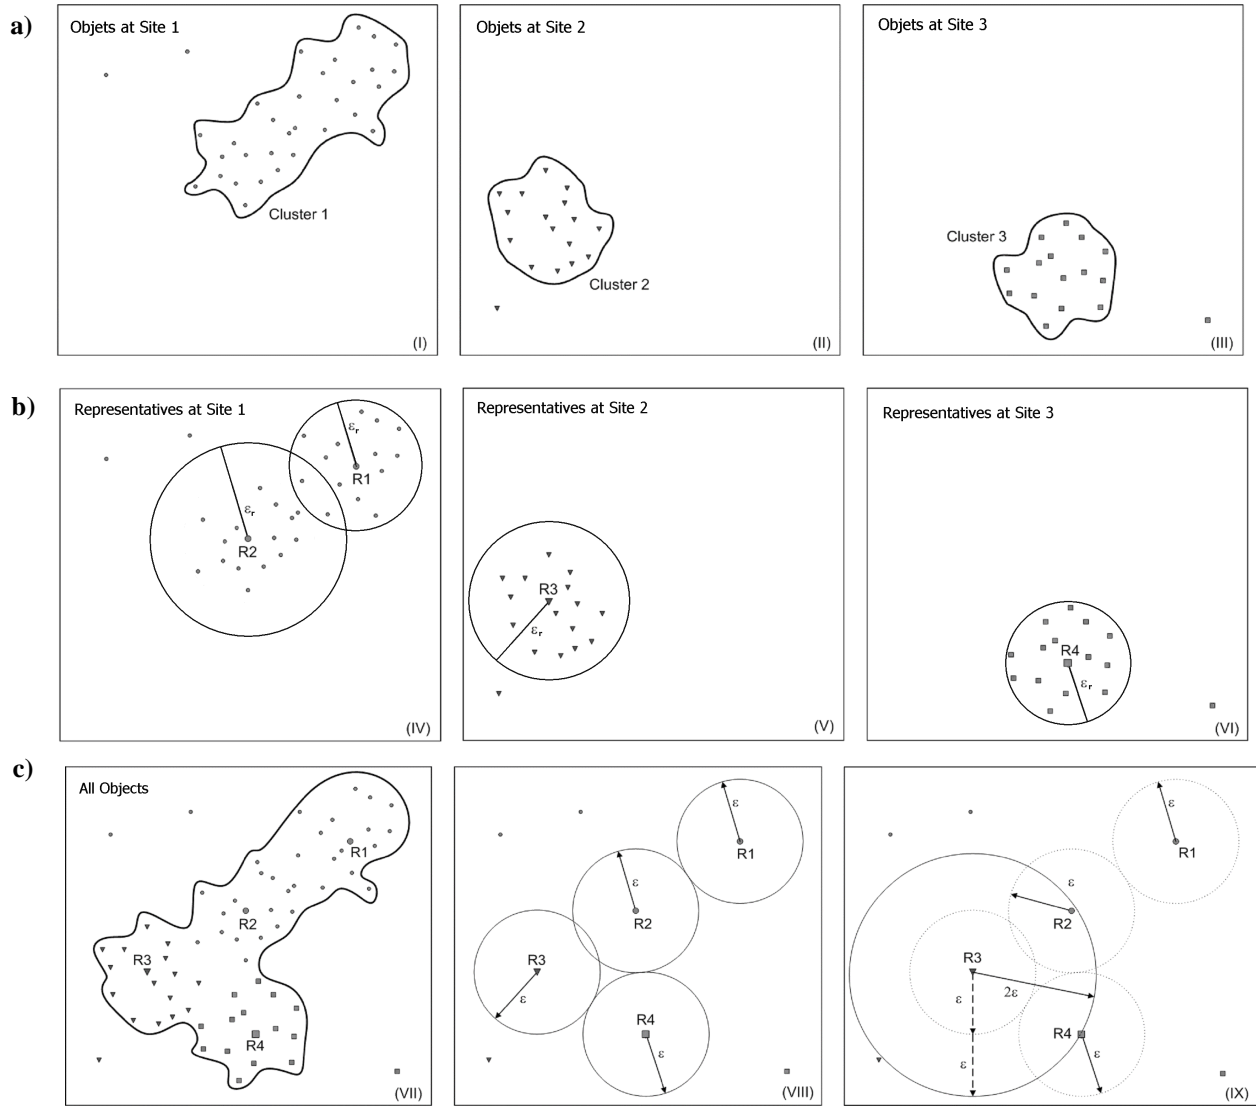 a)
Objets at Site 1
Cluster 1
(I)
Objets at Site 2
Cluster 2
(II)
Objets at Site 3
Cluster 3
(III)
b)
Representatives at Site 1
εr
R1
εr
R2
(IV)
Representatives at Site 2
R3
εr
(V)
Representatives at Site 3
R4
εr
(VI)
c)
All Objects
R1
R2
R3
R4
(VII)
ε
R1
ε
R2
R3
ε
R4
ε
(VIII)
ε
R1
ε
R2
R3
2ε
ε
R4
ε
ε
(IX)